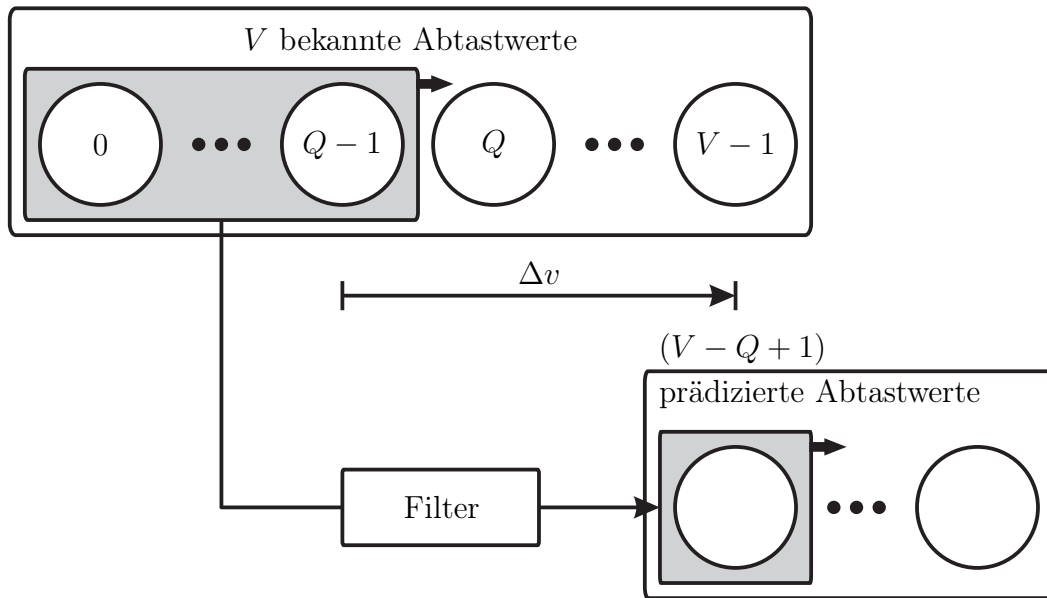 V bekannte Abtastwerte
0 ••• Q − 1 Q ••• V − 1
Δv
(V − Q + 1)
prädizierte Abtastwerte
Filter •••